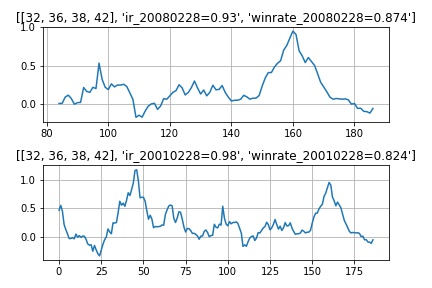 [[32, 36, 38, 42], 'ir_20080228=0.93', 'winrate_20080228=0.874']
1.0
0.5
0.0
80 100 120 140 160 180
[[32, 36, 38, 42], 'ir_20010228=0.98', 'winrate_20010228=0.824']
1.0
0.5
0.0
0 25 50 75 100 125 150 175